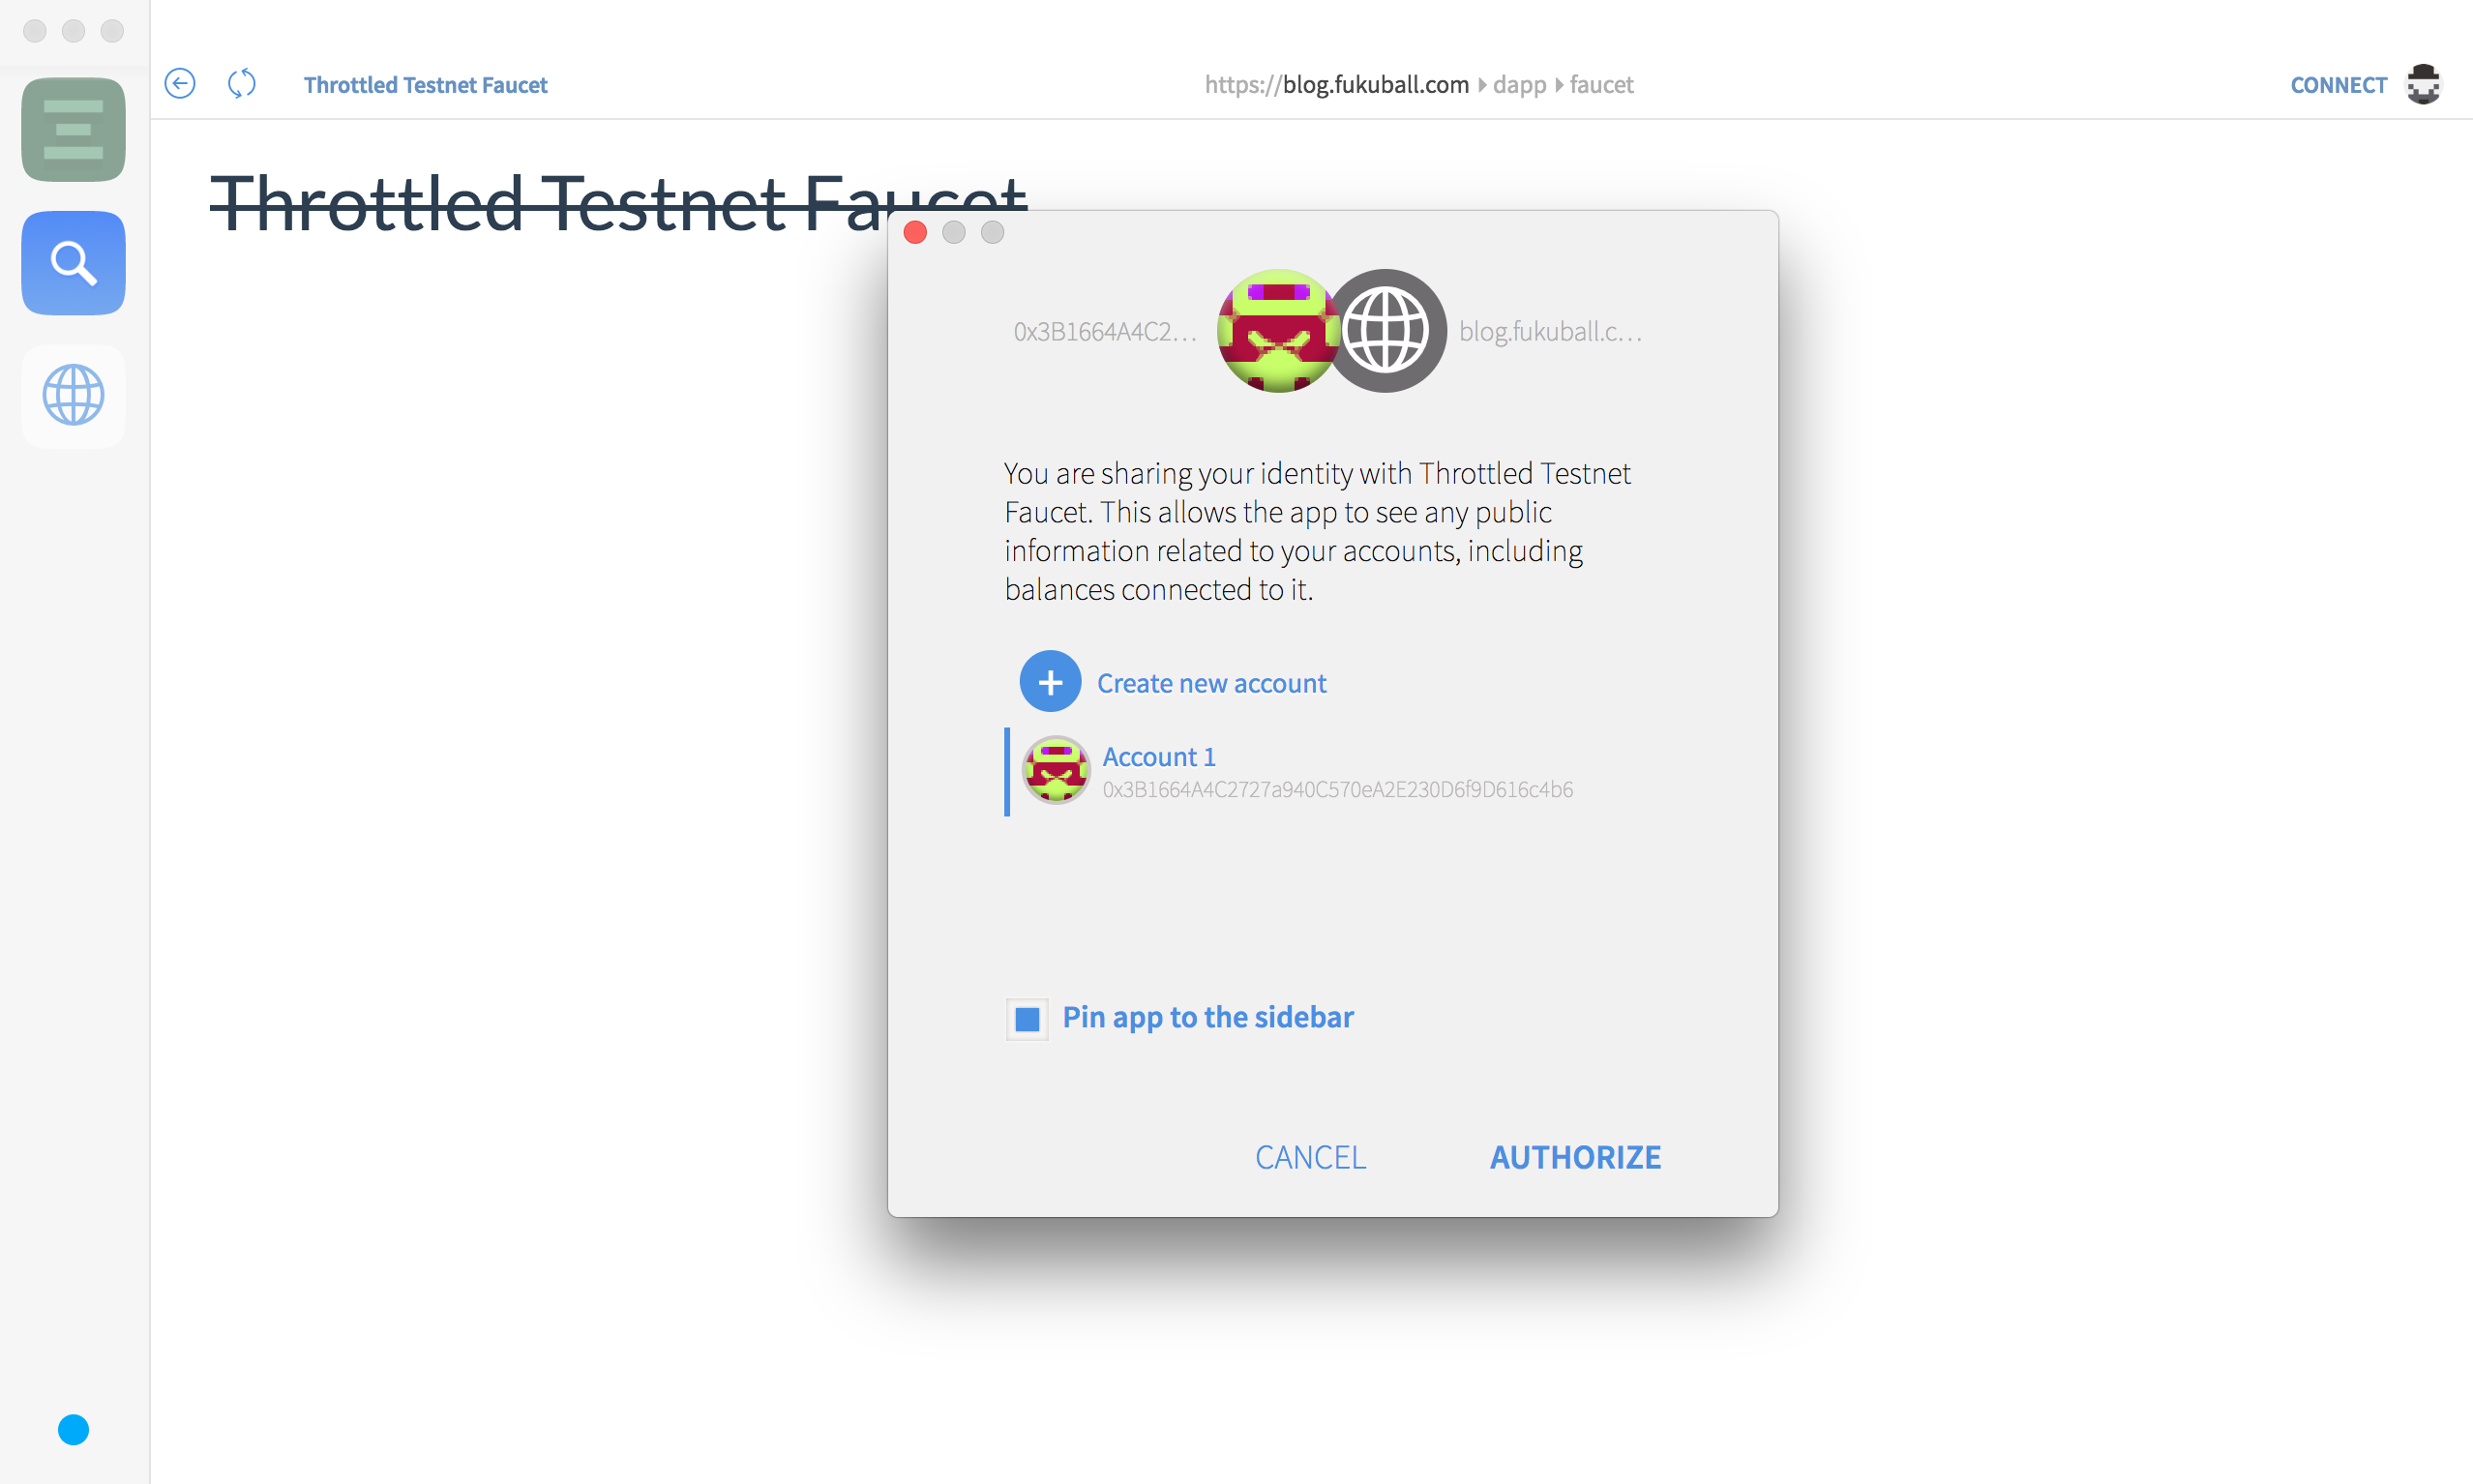 Throttled Testnet Faucet
https://blog.fukuball.com dapp faucet
CONNECT
Throttled Testnet Faucet
0x3B1664A4C2...
blog.fukuball.c...
You are sharing your identity with Throttled Testnet
Faucet. This allows the app to see any public
information related to your accounts, including
balances connected to it.
Create new account
Account 1
0x3B1664A4C2727a940C570eA2E230D6f9D616c4b6
Pin app to the sidebar
CANCEL
AUTHORIZE